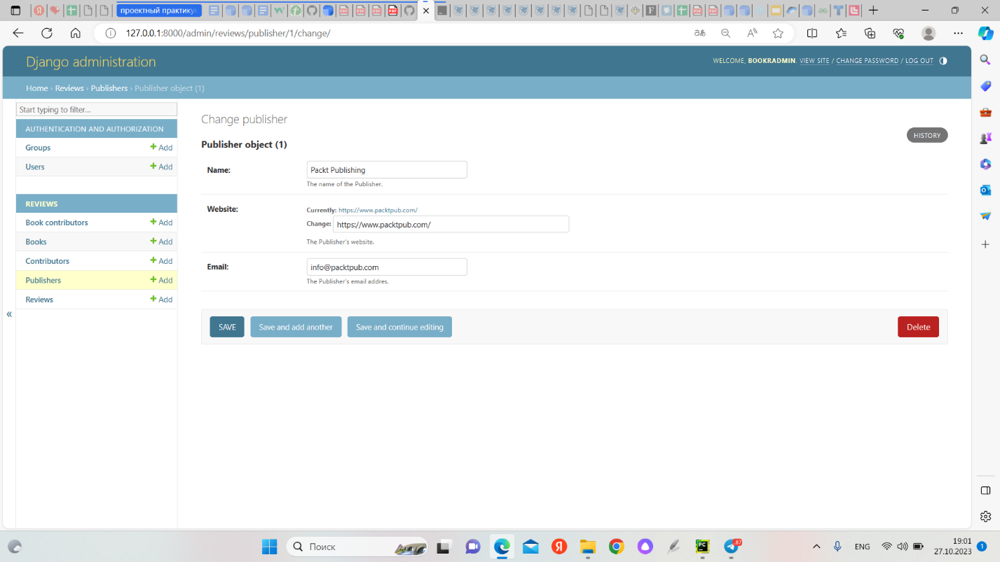 проектный практику
127.0.0.1:8000/admin/reviews/publisher/1/change/
Django administration
WELCOME, BOOKRADMIN. VIEW SITE / CHANGE PASSWORD / LOG OUT
Home › Reviews › Publishers › Publisher object (1)
Start typing to filter...
AUTHENTICATION AND AUTHORIZATION
Groups + Add
Users + Add
REVIEWS
Book contributors + Add
Books + Add
Contributors + Add
Publishers + Add
Reviews + Add
«
Change publisher
HISTORY
Publisher object (1)
Name: Packt Publishing
The name of the Publisher.
Website: Currently: https://www.packtpub.com/
Change: https://www.packtpub.com/
The Publisher's website.
Email: info@packtpub.com
The Publisher's email addres.
SAVE Save and add another Save and continue editing Delete
Поиск
87
ENG
19:01
27.10.2023
1